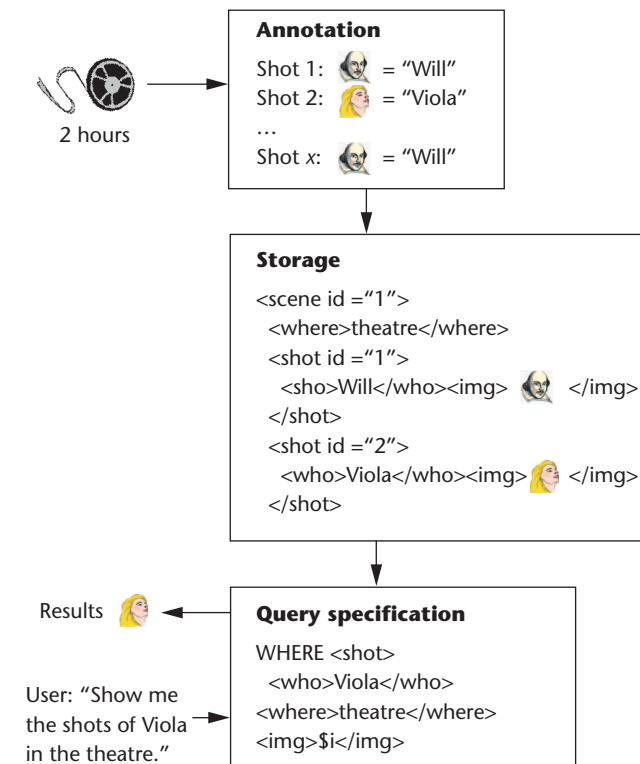 Annotation
Shot 1: = “Will”
Shot 2: = “Viola”
...
Shot x: = “Will”
2 hours
Storage
<scene id =“1”>
<where>theatre</where>
<shot id =“1”>
<sho>Will</who><img> </img>
</shot>
<shot id =“2”>
<who>Viola</who><img> </img>
</shot>
Results
Query specification
WHERE <shot>
<who>Viola</who>
<where>theatre</where>
<img>$i</img>
User: “Show me
the shots of Viola
in the theatre.”